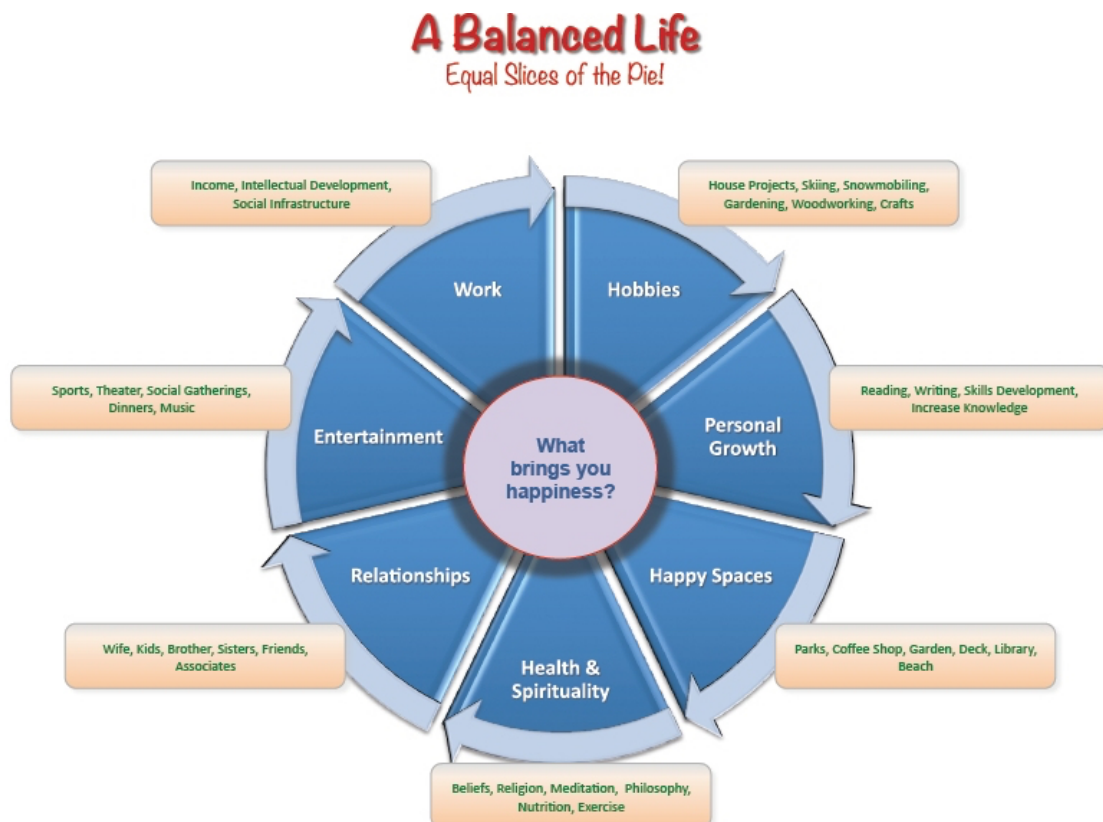 A Balanced Life
Equal Slices of the Pie!
Income, Intellectual Development,
Social Infrastructure
House Projects, Skiing, Snowmobiling,
Gardening, Woodworking, Crafts
Work
Hobbies
Sports, Theater, Social Gatherings,
Dinners, Music
Reading, Writing, Skills Development,
Increase Knowledge
Entertainment
Personal
Growth
What
brings you
happiness?
Relationships
Happy Spaces
Wife, Kids, Brother, Sisters, Friends,
Associates
Parks, Coffee Shop, Garden, Deck, Library,
Beach
Health &
Spirituality
Beliefs, Religion, Meditation, Philosophy,
Nutrition, Exercise